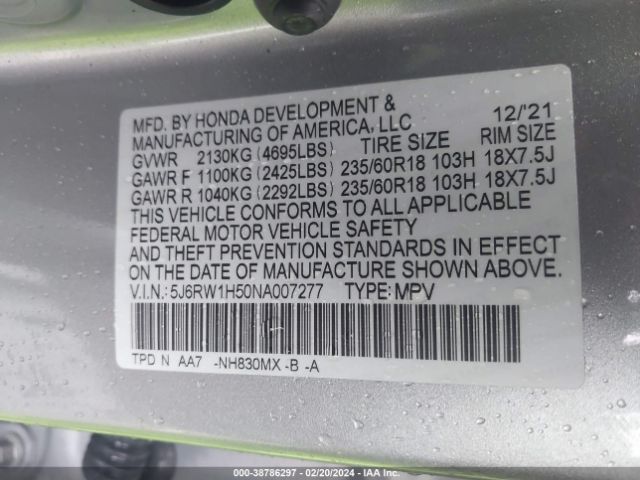 MFD. BY HONDA DEVELOPMENT & 12/'21
MANUFACTURING OF AMERICA, LLC
GVWR 2130KG (4695LBS) TIRE SIZE RIM SIZE
GAWR F 1100KG (2425LBS) 235/60R18 103H 18X7.5J
GAWR R 1040KG (2292LBS) 235/60R18 103H 18X7.5J
THIS VEHICLE CONFORMS TO ALL APPLICABLE
FEDERAL MOTOR VEHICLE SAFETY
AND THEFT PREVENTION STANDARDS IN EFFECT
ON THE DATE OF MANUFACTURE SHOWN ABOVE.
V.I.N.: 5J6RW1H50NA007277 TYPE: MPV
TPD N AA7 -NH830MX -B -A
000-38786297 - 02/20/2024 - IAA Inc.